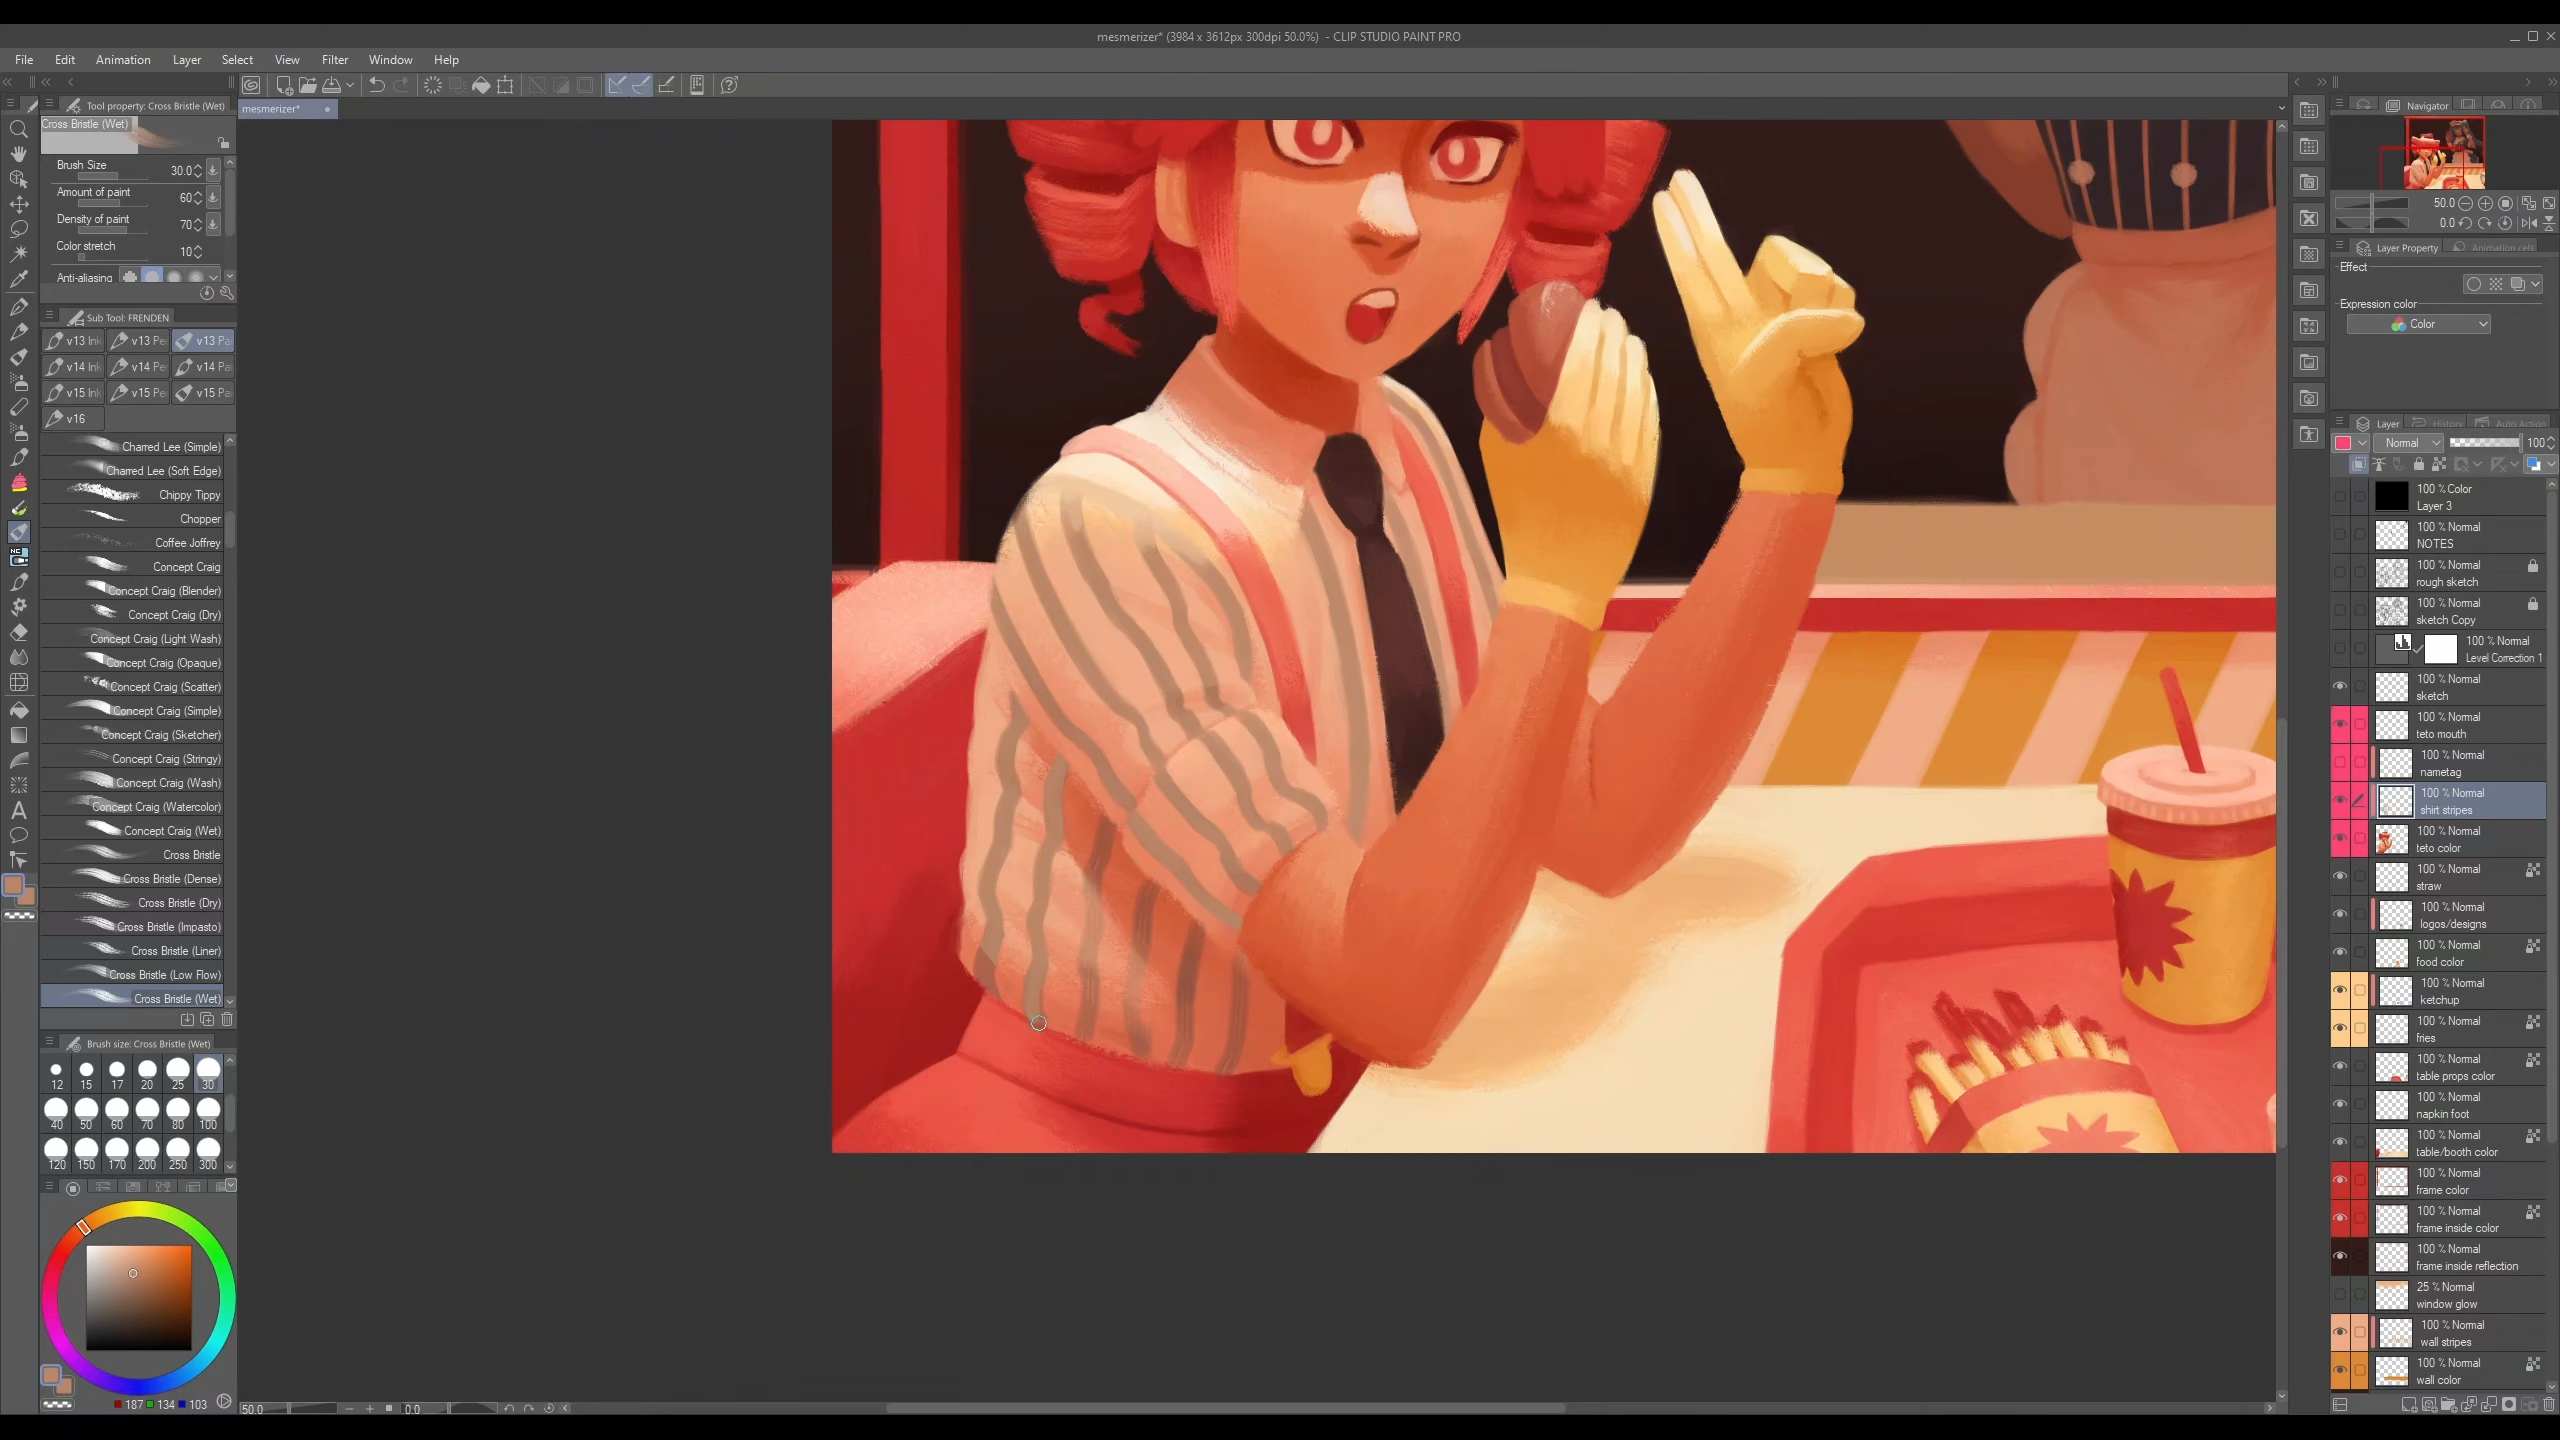 mesmerizer* (3984 x 3612px 300dpi 50.0%) - CLIP STUDIO PAINT PRO
File Edit Animation Layer Select View Filter Window Help
Tool property: Cross Bristle (Wet)
mesmerizer*
Cross Bristle (Wet)
Brush Size 30.0
Amount of paint 60
Density of paint 70
Color stretch 10
Anti-aliasing
Sub Tool: FRENDEN
v13 Ink v13 Pe v13 Pa
v14 Ink v14 Pe v14 Pa
v15 Ink v15 Pe v15 Pa
v16
Charred Lee (Simple)
Charred Lee (Soft Edge)
Chippy Tippy
Chopper
Coffee Joffrey
Concept Craig
Concept Craig (Blender)
Concept Craig (Dry)
Concept Craig (Light Wash)
Concept Craig (Opaque)
Concept Craig (Scatter)
Concept Craig (Simple)
Concept Craig (Sketcher)
Concept Craig (Stringy)
Concept Craig (Wash)
Concept Craig (Watercolor)
Concept Craig (Wet)
Cross Bristle
Cross Bristle (Dense)
Cross Bristle (Dry)
Cross Bristle (Impasto)
Cross Bristle (Liner)
Cross Bristle (Low Flow)
Cross Bristle (Wet)
Brush size: Cross Bristle (Wet)
12 15 17 20 25 30
40 50 60 70 80 100
120 150 170 200 250 300
187 134 103
50.0 0.0
Navigator
50.0
0.0
Layer Property Animation cels
Effect
Expression color
Color
Layer History Auto Action
Normal 100
100 % Color
Layer 3
100 % Normal
NOTES
100 % Normal
rough sketch
100 % Normal
sketch Copy
100 % Normal
Level Correction 1
100 % Normal
sketch
100 % Normal
teto mouth
100 % Normal
nametag
100 % Normal
shirt stripes
100 % Normal
teto color
100 % Normal
straw
100 % Normal
logos/designs
100 % Normal
food color
100 % Normal
ketchup
100 % Normal
fries
100 % Normal
table props color
100 % Normal
napkin foot
100 % Normal
table/booth color
100 % Normal
frame color
100 % Normal
frame inside color
100 % Normal
frame inside reflection
25 % Normal
window glow
100 % Normal
wall stripes
100 % Normal
wall color